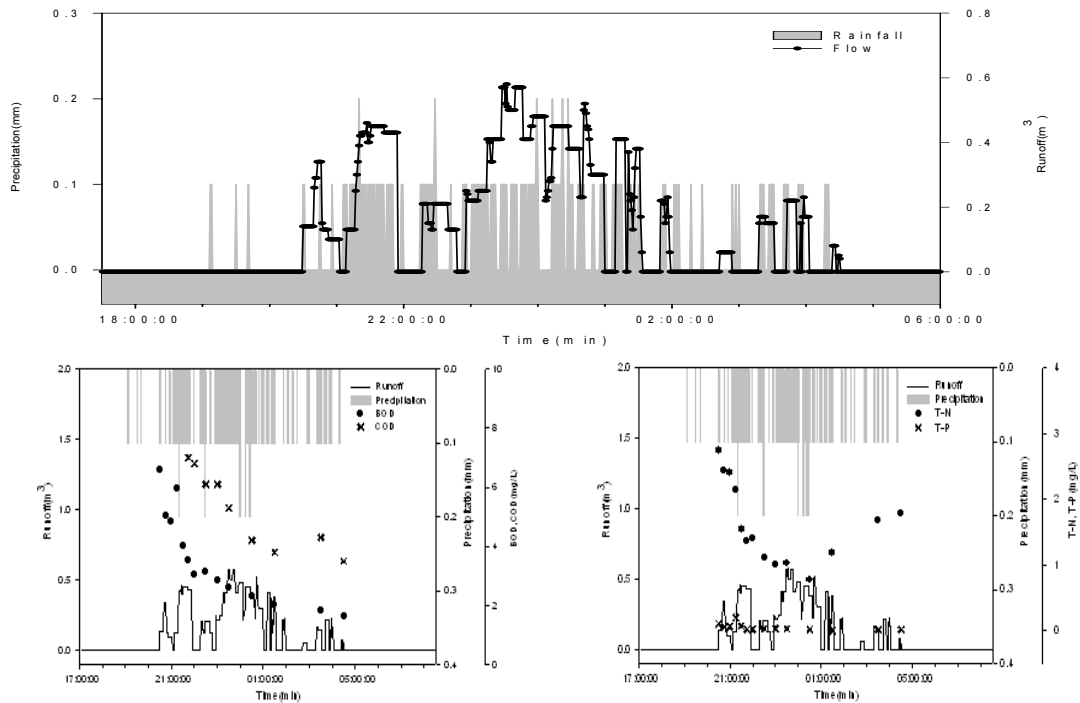 0.3
0.2
0.1
0.0
Precipitation(mm)
0.8
0.6
0.4
0.2
0.0
Runoff(m3)
Rainfall
Flow
18:00:00
22:00:00
02:00:00
06:00:00
Time(min)
2.0
1.5
1.0
0.5
0.0
Runoff(m3)
Runoff
Precipitation
BOD
COD
0.0
0.1
0.2
0.3
0.4
Precipitation(mm)
10
8
6
4
2
0
BOD,COD(mg/L)
17:00:00
21:00:00
01:00:00
05:00:00
Time(min)
2.0
1.5
1.0
0.5
0.0
Runoff(m3)
Runoff
Precipitation
T-N
T-P
0.0
0.1
0.2
0.3
0.4
Precipitation(mm)
4
3
2
1
0
T-N,T-P(mg/L)
17:00:00
21:00:00
01:00:00
05:00:00
Time(min)